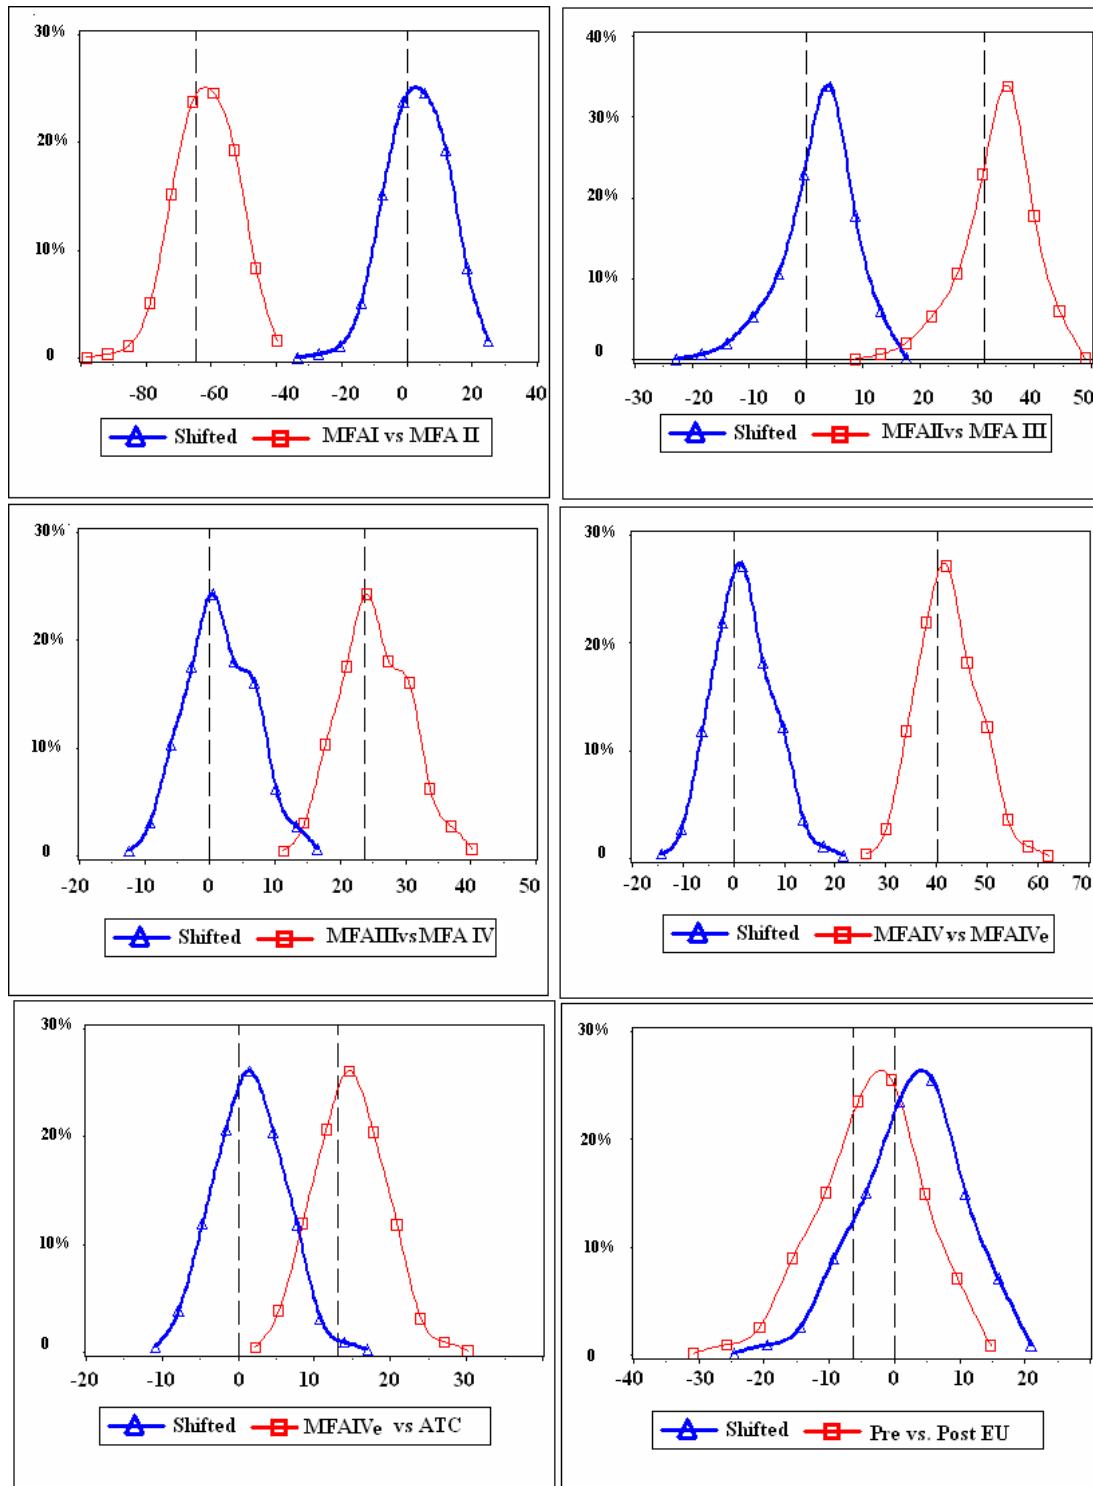 30%
20%
10%
0
-80 -60 -40 -20 0 20 40
Shifted MFAI vs MFA II
40%
30%
20%
10%
0
-30 -20 -10 0 10 20 30 40 50
Shifted MFAII vs MFA III
30%
20%
10%
0
-20 -10 0 10 20 30 40 50
Shifted MFAIII vs MFA IV
30%
20%
10%
0
-20 -10 0 10 20 30 40 50 60 70
Shifted MFAIV vs MFAIVe
30%
20%
10%
0
-20 -10 0 10 20 30
Shifted MFAIVe vs ATC
30%
20%
10%
0
-40 -30 -20 -10 0 10 20
Shifted Pre vs. Post EU